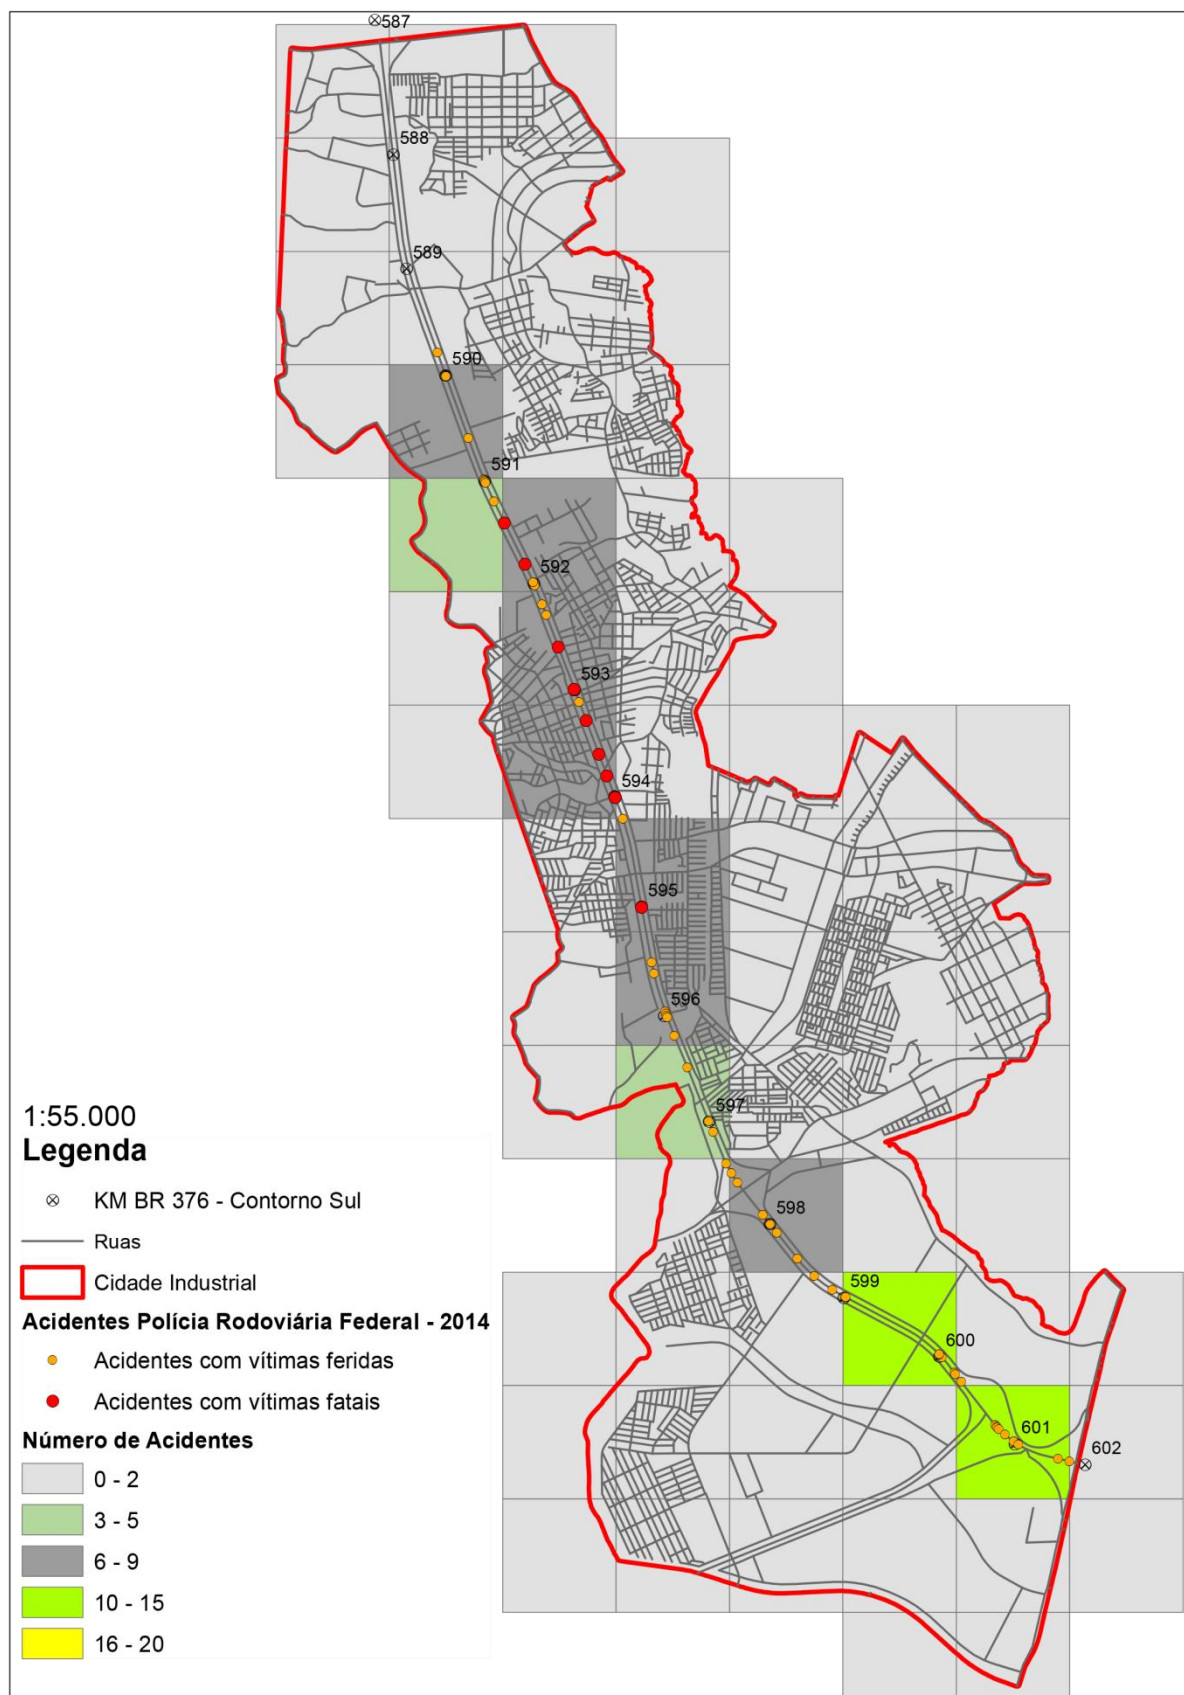 587
588
589
590
591
592
593
594
595
596
597
598
599
600
601
602
1:55.000
Legenda
KM BR 376 - Contorno Sul
Ruas
Cidade Industrial
Acidentes Polícia Rodoviária Federal - 2014
Acidentes com vítimas feridas
Acidentes com vítimas fatais
Número de Acidentes
0 - 2
3 - 5
6 - 9
10 - 15
16 - 20